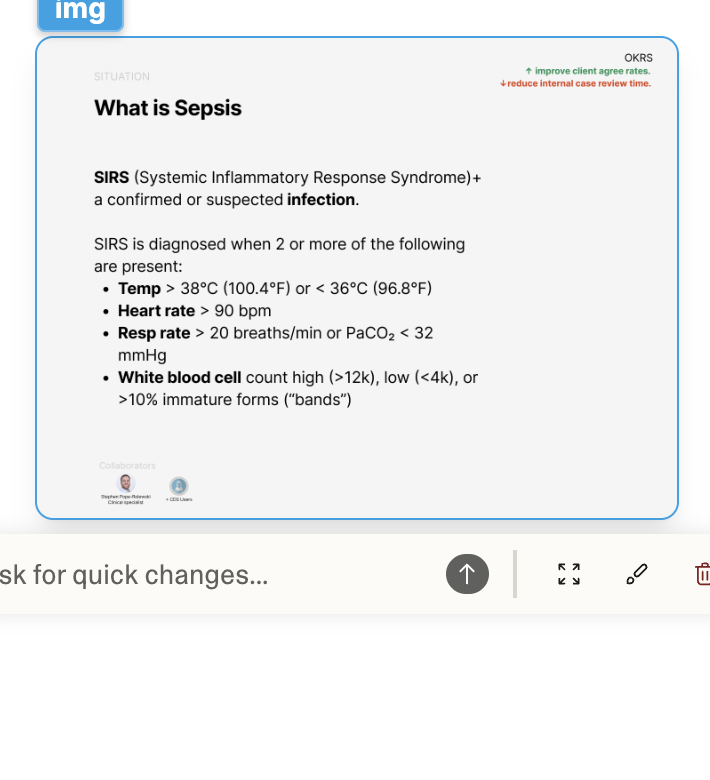 img
OKRS
↑ improve client agree rates.
↓reduce internal case review time.
SITUATION
What is Sepsis
SIRS (Systemic Inflammatory Response Syndrome)+
a confirmed or suspected infection.
SIRS is diagnosed when 2 or more of the following
are present:
• Temp > 38°C (100.4°F) or < 36°C (96.8°F)
• Heart rate > 90 bpm
• Resp rate > 20 breaths/min or PaCO₂ < 32
mmHg
• White blood cell count high (>12k), low (<4k), or
>10% immature forms (“bands”)
Collaborators
Stephen
Clinical specialist
+ CDS Users
sk for quick changes...